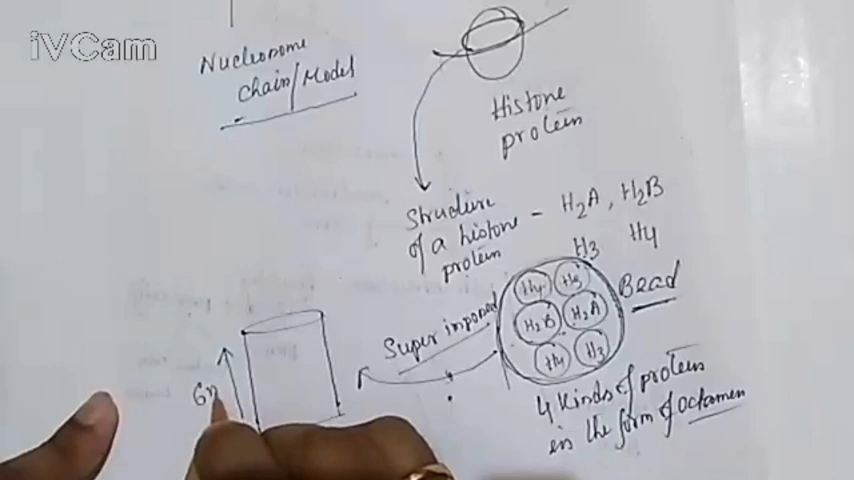 iVCam
Nucleosome
chain/Model
Histone
protein
Structure
of a histone - H2A, H2B
protein
H3 H4
H4 H3
Bead
H2B H2A
H4 H3
Super imposed
6n
4 kinds of protein
in the form of octamer